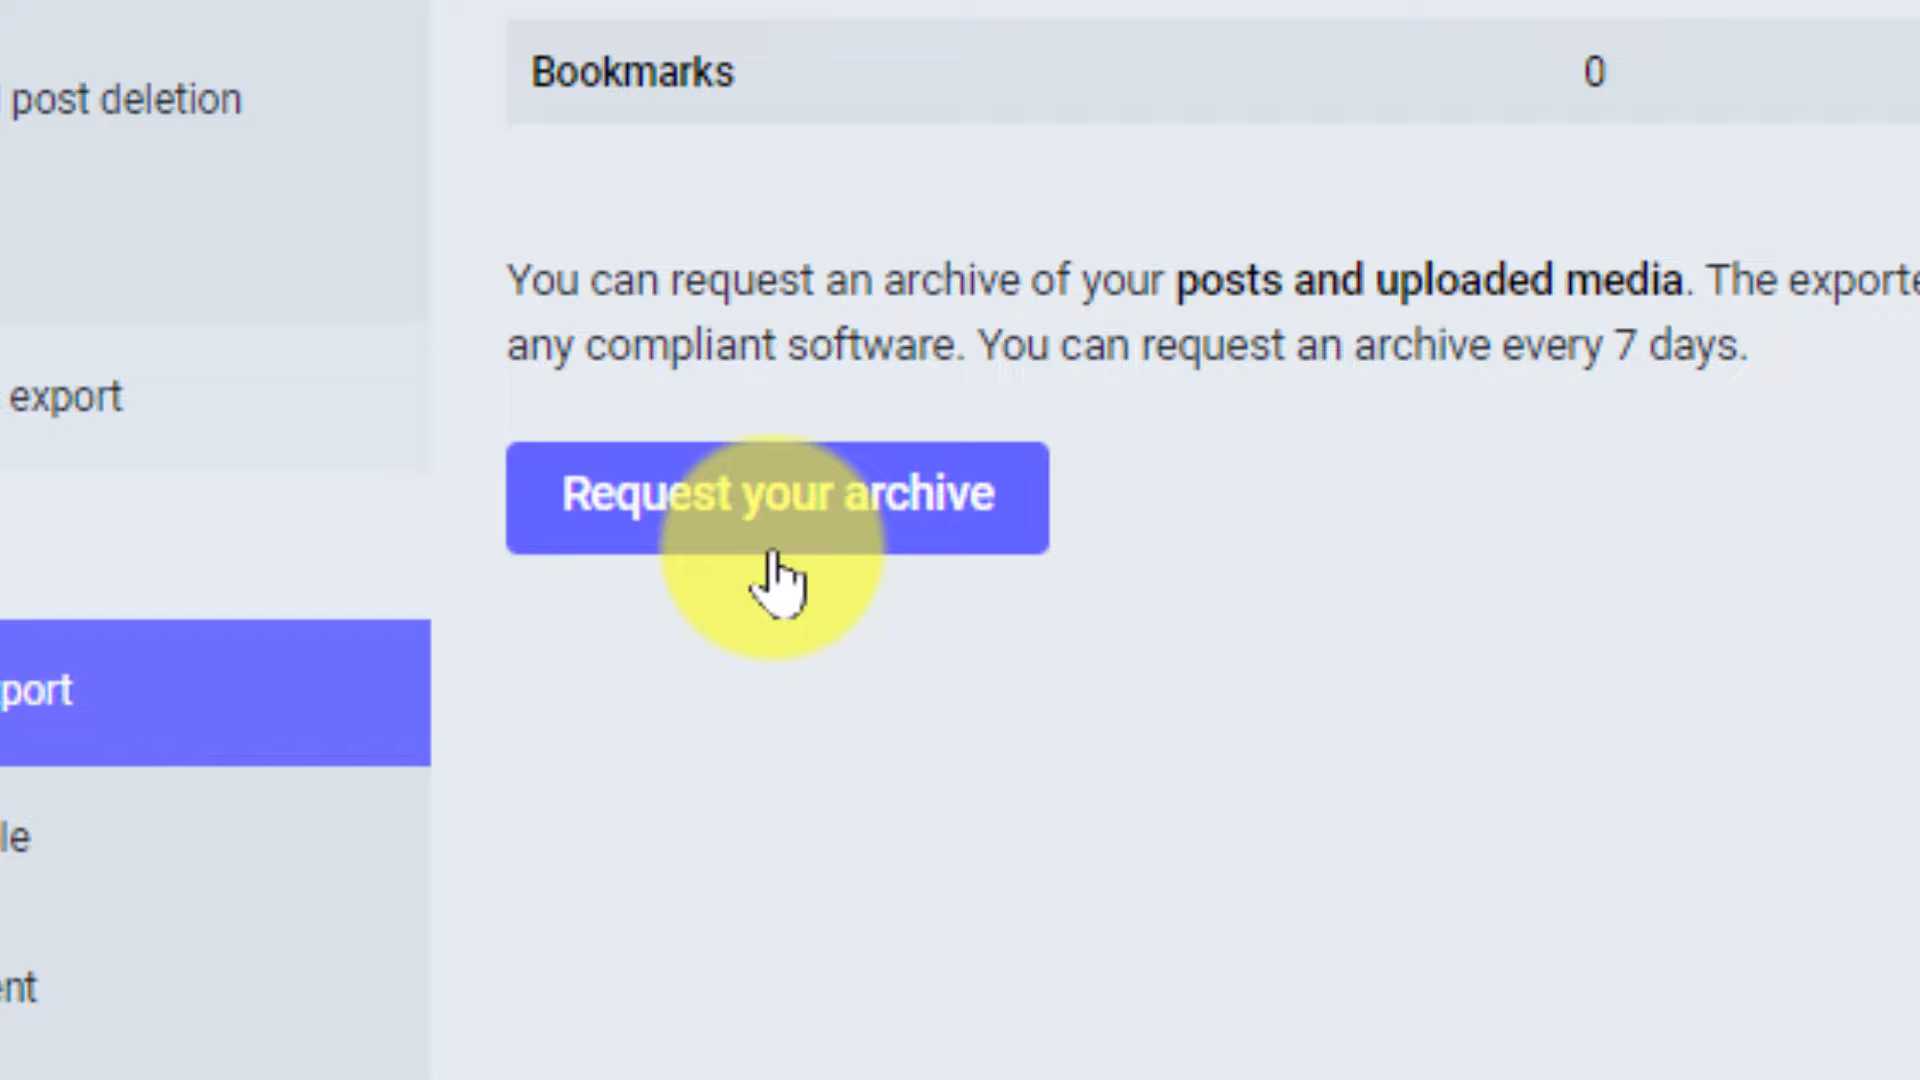 post deletion
export
port
le
ent
Bookmarks 0
You can request an archive of your posts and uploaded media. The exporte
any compliant software. You can request an archive every 7 days.
Request your archive